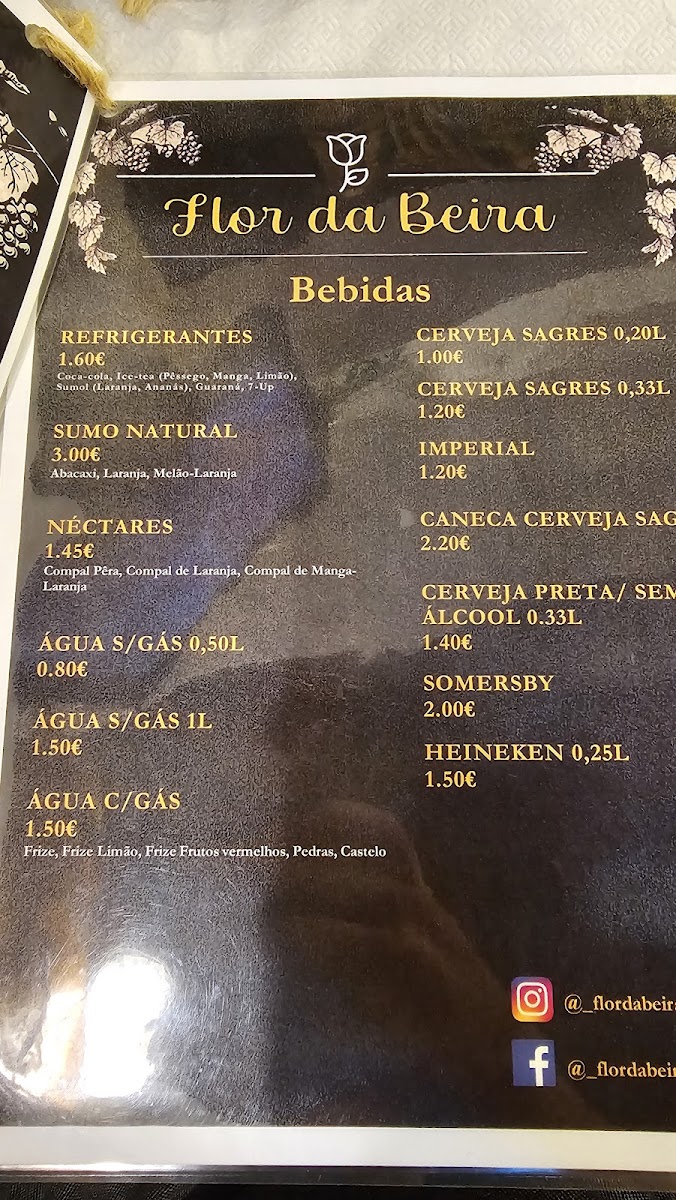 Flor da Beira
Bebidas
REFRIGERANTES
1.60€
Coca-cola, Ice-tea (Pêssego, Manga, Limão),
Sumol (Laranja, Ananás), Guaraná, 7-Up
SUMO NATURAL
3.00€
Abacaxi, Laranja, Melão-Laranja
NÉCTARES
1.45€
Compal Pêra, Compal de Laranja, Compal de Manga-
Laranja
ÁGUA S/GÁS 0,50L
0.80€
ÁGUA S/GÁS 1L
1.50€
ÁGUA C/GÁS
1.50€
Frize, Frize Limão, Frize Frutos vermelhos, Pedras, Castelo
CERVEJA SAGRES 0,20L
1.00€
CERVEJA SAGRES 0,33L
1.20€
IMPERIAL
1.20€
CANECA CERVEJA SAG
2.20€
CERVEJA PRETA/ SEM
ÁLCOOL 0.33L
1.40€
SOMERSBY
2.00€
HEINEKEN 0,25L
1.50€
@_flordabeira
@_flordabeir